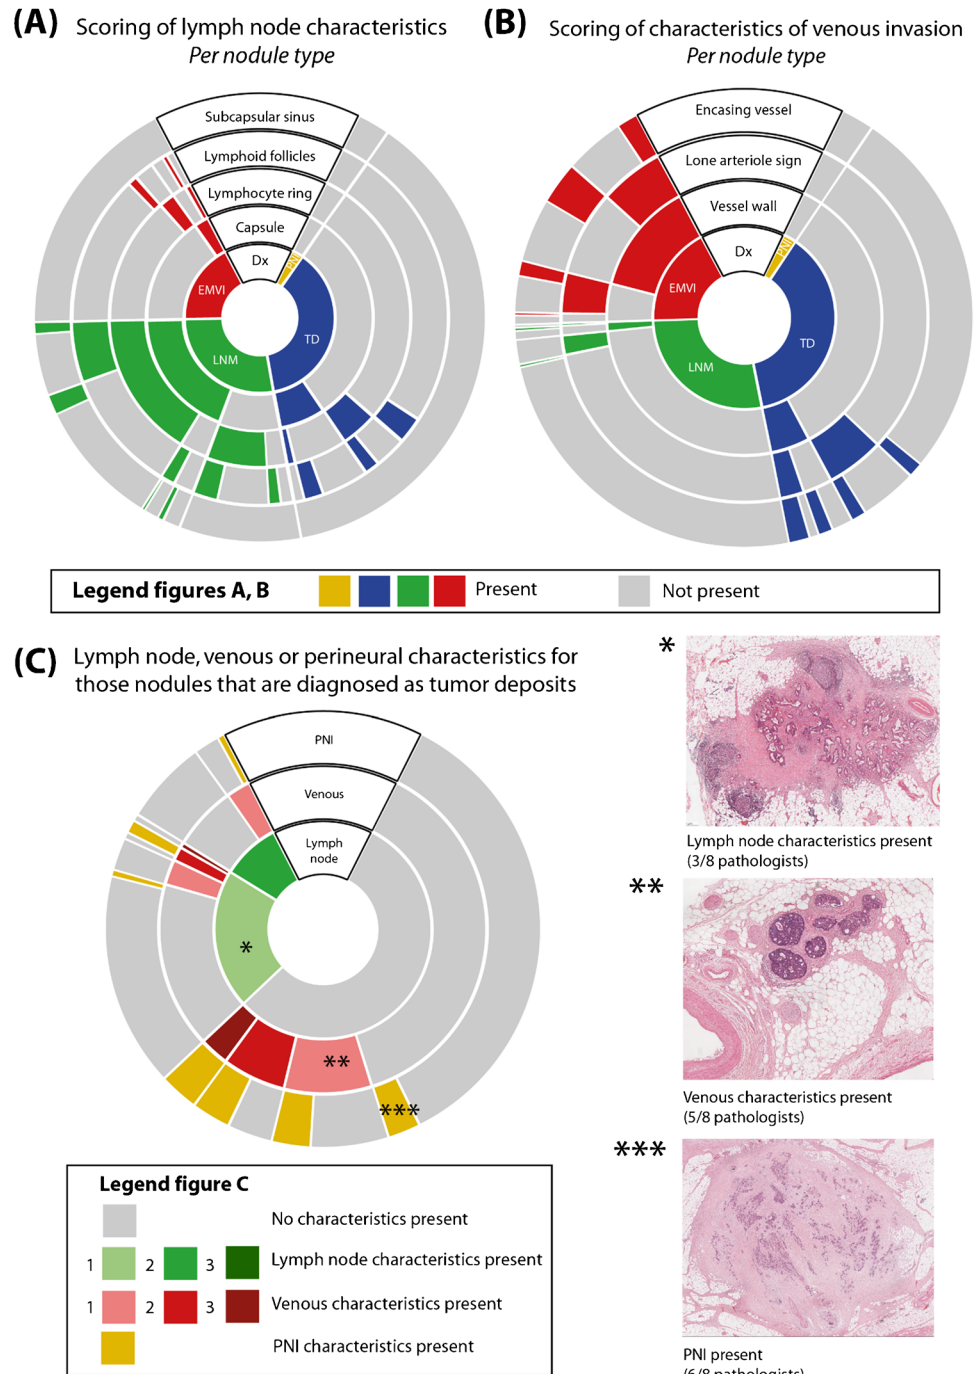 (A) Scoring of lymph node characteristics
Per nodule type
Subcapsular sinus
Lymphoid follicles
Lymphocyte ring
Capsule
Dx
PNI
EMVI
TD
LNM
(B) Scoring of characteristics of venous invasion
Per nodule type
Encasing vessel
Lone arteriole sign
Vessel wall
Dx
PNI
EMVI
TD
LNM
Legend figures A, B
Present
Not present
(C) Lymph node, venous or perineural characteristics for
those nodules that are diagnosed as tumor deposits
PNI
Venous
Lymph
node
*
**
***
Legend figure C
No characteristics present
1 2 3 Lymph node characteristics present
1 2 3 Venous characteristics present
PNI characteristics present
*
Lymph node characteristics present
(3/8 pathologists)
**
Venous characteristics present
(5/8 pathologists)
***
PNI present
(6/8 pathologists)